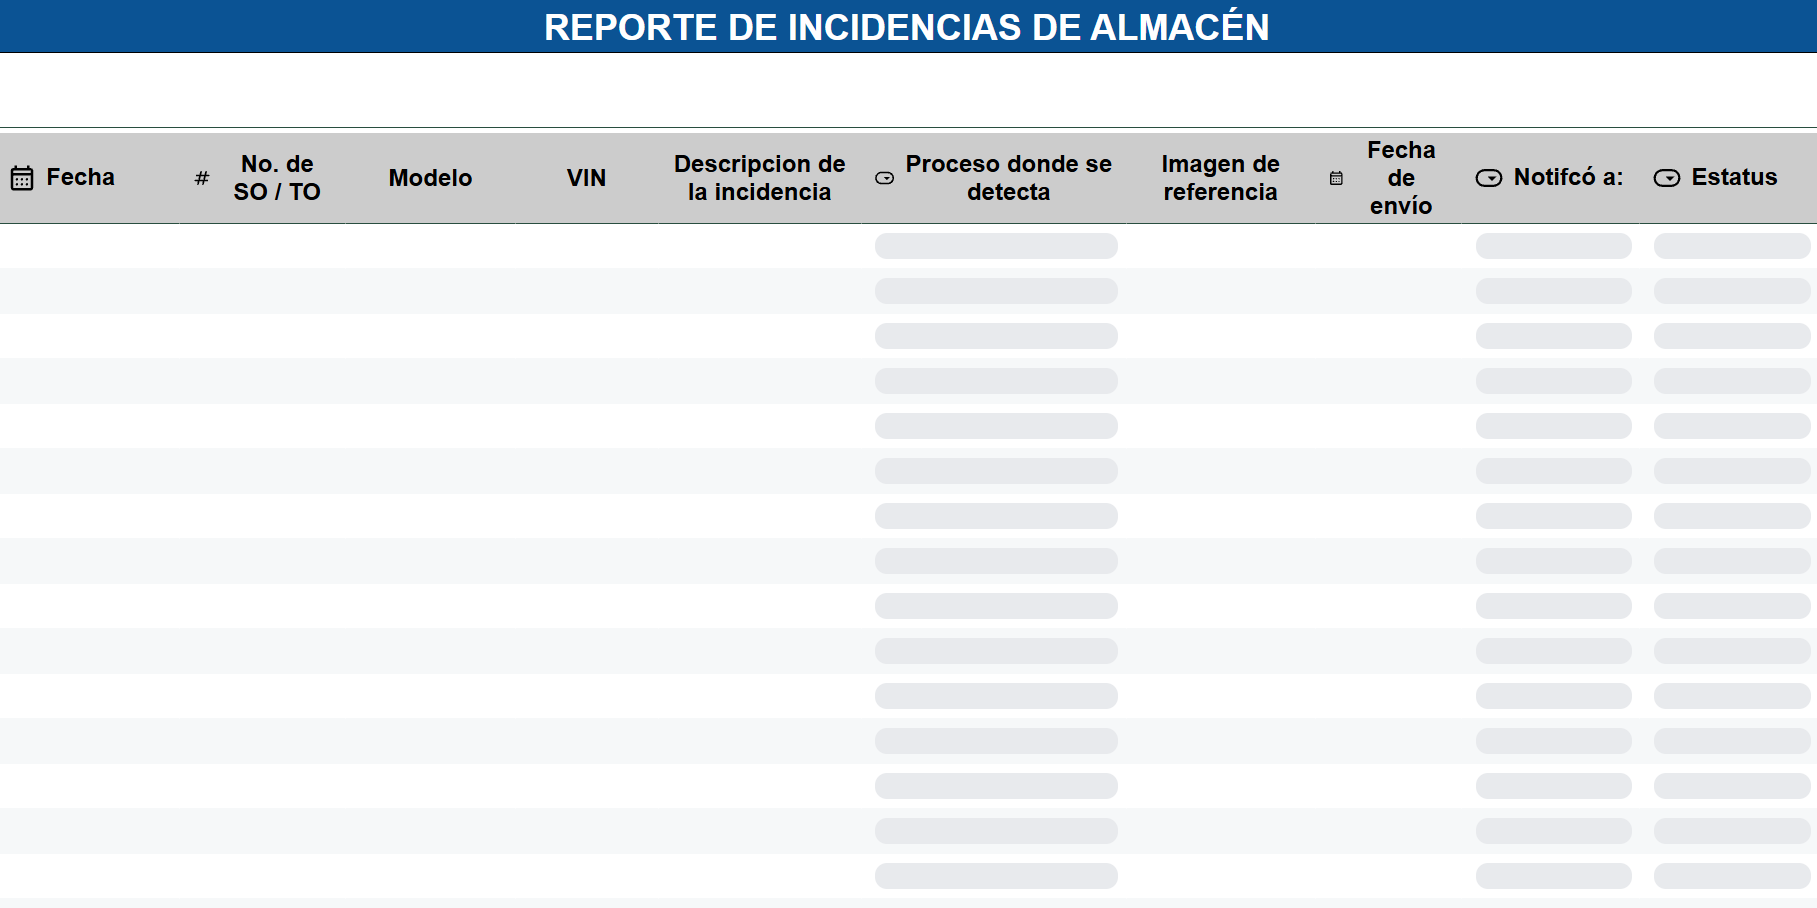 REPORTE DE INCIDENCIAS DE ALMACÉN
Fecha
# No. de
SO / TO
Modelo
VIN
Descripcion de
la incidencia
Proceso donde se
detecta
Imagen de
referencia
Fecha
de
envío
Notifcó a:
Estatus